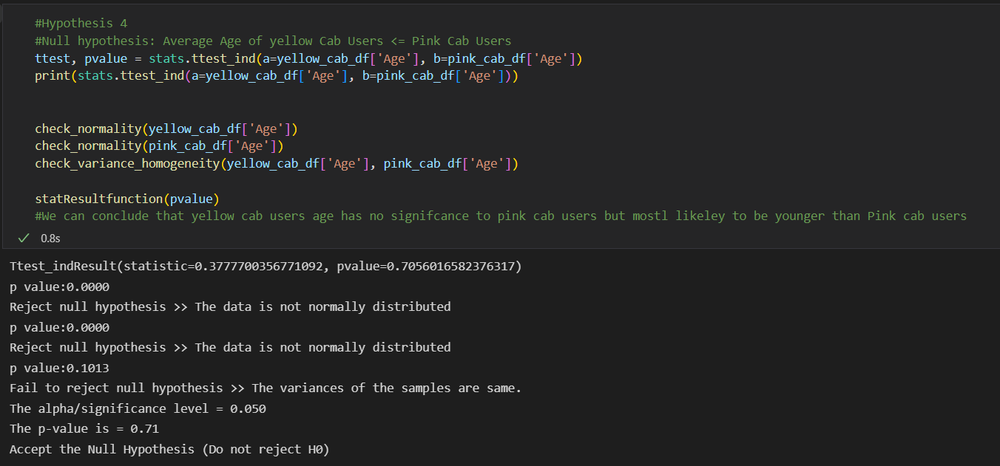 #Hypothesis 4
#Null hypothesis: Average Age of yellow Cab Users <= Pink Cab Users
ttest, pvalue = stats.ttest_ind(a=yellow_cab_df['Age'], b=pink_cab_df['Age'])
print(stats.ttest_ind(a=yellow_cab_df['Age'], b=pink_cab_df['Age']))
check_normality(yellow_cab_df['Age'])
check_normality(pink_cab_df['Age'])
check_variance_homogeneity(yellow_cab_df['Age'], pink_cab_df['Age'])
statResultfunction(pvalue)
#We can conclude that yellow cab users age has no signifcance to pink cab users but mostl likeley to be younger than Pink cab users
✓ 0.8s
Ttest_indResult(statistic=0.3777700356771092, pvalue=0.7056016582376317)
p value:0.0000
Reject null hypothesis >> The data is not normally distributed
p value:0.0000
Reject null hypothesis >> The data is not normally distributed
p value:0.1013
Fail to reject null hypothesis >> The variances of the samples are same.
The alpha/significance level = 0.050
The p-value is = 0.71
Accept the Null Hypothesis (Do not reject H0)